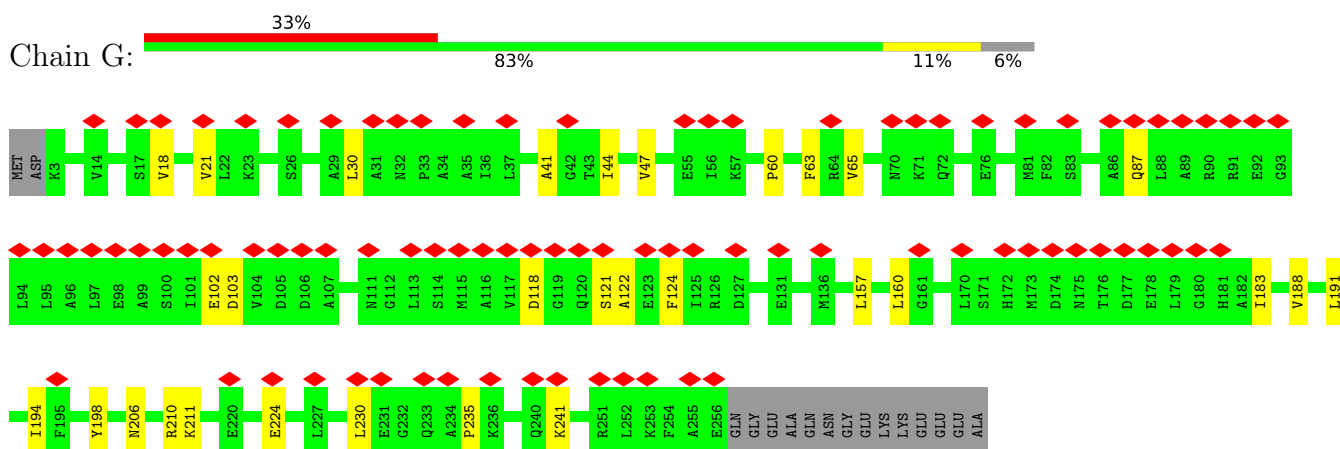 33%
Chain G:
83% 11% 6%
MET ASP K3 V14 S17 V18 V21 L22 K23 S26 A29 L30 A31 N32 P33 A34 A35 I36 L37 A41 G42 T43 I44 V47 E55 I56 K57 P60 F63 R64 V65 N70 K71 Q72 E76 M81 F82 S83 A86 Q87 L88 A89 R90 R91 E92 G93
L94 L95 A96 L97 E98 A99 S100 I101 E102 D103 V104 D105 D106 A107 N111 G112 L113 S114 M115 A116 V117 D118 G119 Q120 S121 A122 E123 F124 I125 R126 D127 E131 M136 L157 L160 G161 L170 S171 H172 M173 D174 N175 T176 D177 E178 L179 G180 H181 A182 I183 V188 L191
I194 F195 Y198 N206 R210 K211 E220 E224 L227 L230 E231 G232 Q233 A234 P235 K236 Q240 K241 R251 L252 K253 F254 A255 E256 GLN GLY GLU ALA GLN ASN GLY GLU LYS LYS GLU GLU GLU ALA